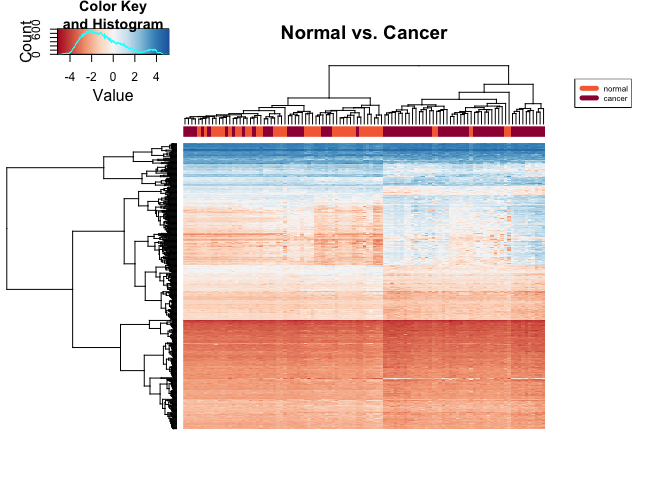 Color Key
and Histogram
Count
0 600
-4 -2 0 2 4
Value
Normal vs. Cancer
normal
cancer